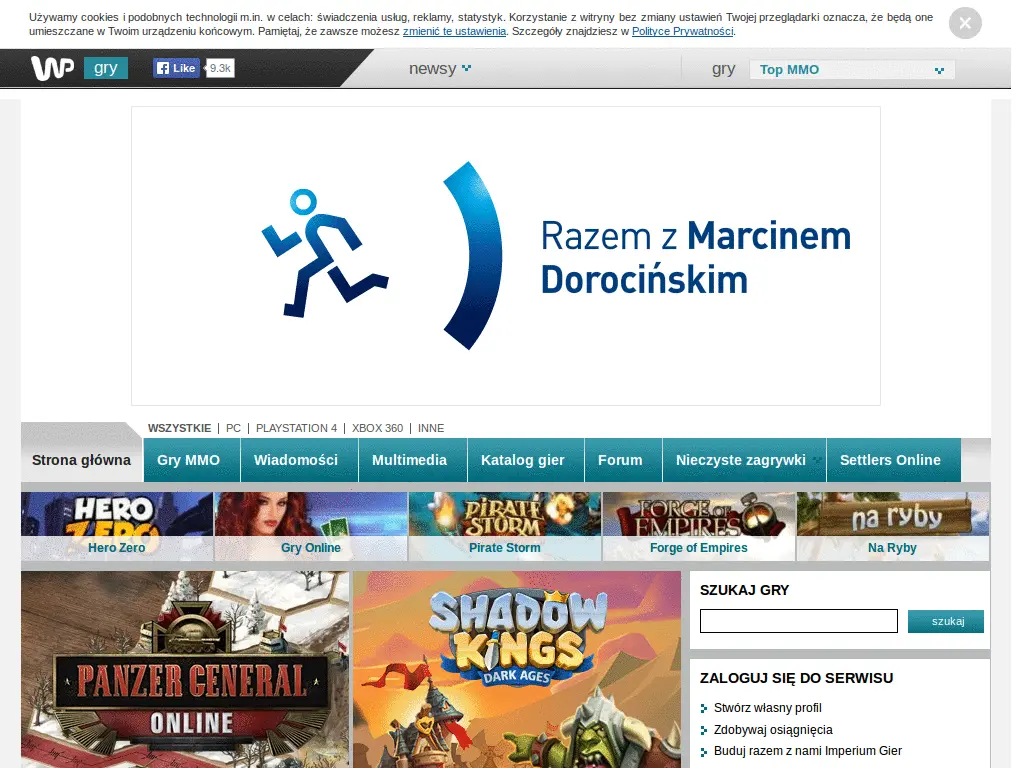 Używamy cookies i podobnych technologii m.in. w celach: świadczenia usług, reklamy, statystyk. Korzystanie z witryny bez zmiany ustawień Twojej przeglądarki oznacza, że będą one
umieszczane w Twoim urządzeniu końcowym. Pamiętaj, że zawsze możesz zmienić te ustawienia. Szczegóły znajdziesz w Polityce Prywatności.
WP gry Like 9.3k newsy gry Top MMO
Razem z Marcinem
Dorocińskim
WSZYSTKIE | PC | PLAYSTATION 4 | XBOX 360 | INNE
Strona główna Gry MMO Wiadomości Multimedia Katalog gier Forum Nieczyste zagrywki Settlers Online
HERO ZERO PIRATE STORM FORGE OF EMPIRES na ryby
Hero Zero Gry Online Pirate Storm Forge of Empires Na Ryby
PANZER GENERAL
ONLINE
SHADOW
KINGS
DARK AGES
SZUKAJ GRY
szukaj
ZALOGUJ SIĘ DO SERWISU
Stwórz własny profil
Zdobywaj osiągnięcia
Buduj razem z nami Imperium Gier